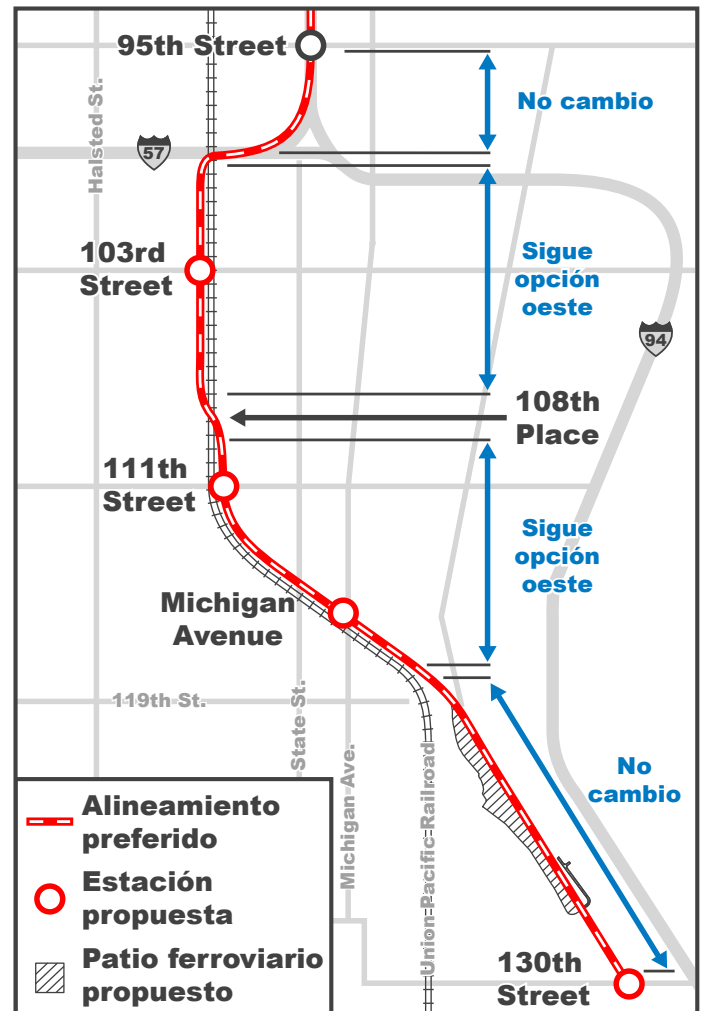 95th Street
No cambio
Halsted St.
57
103rd
Street
Sigue
opción
oeste
94
108th
Place
111th
Street
Sigue
opción
oeste
Michigan
Avenue
119th St.
State St.
Michigan Ave.
Union Pacific Railroad
No
cambio
130th
Street
Alineamiento
preferido
Estación
propuesta
Patio ferroviario
propuesto